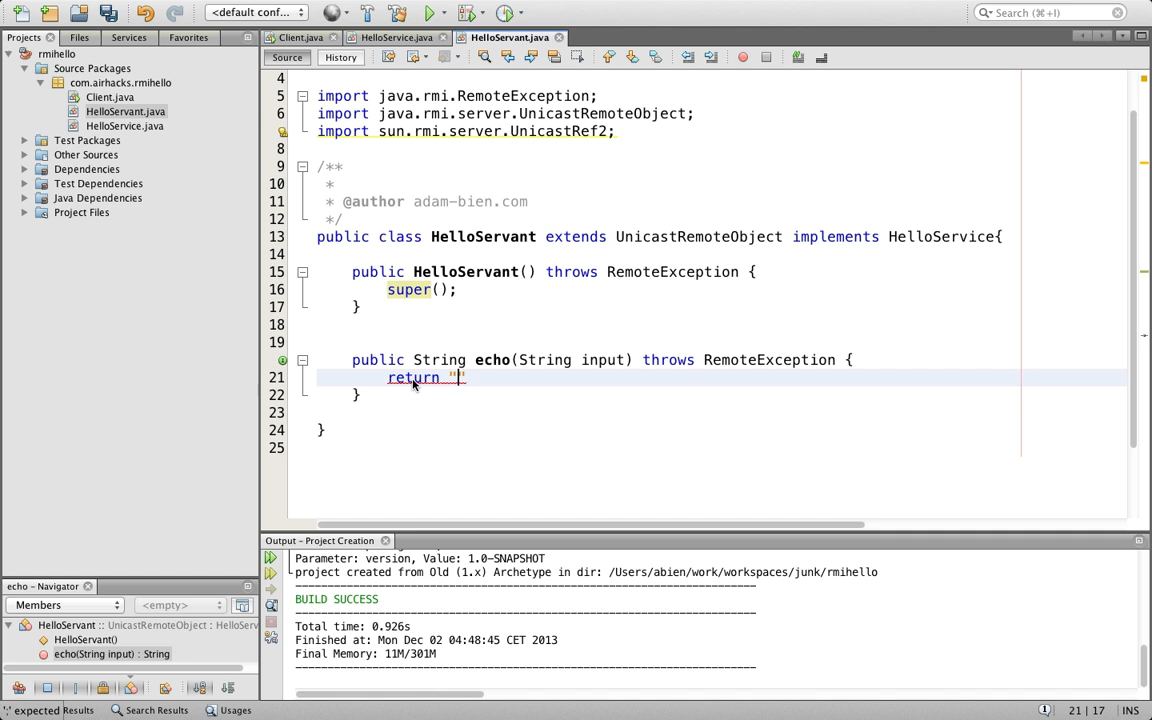 <default conf...
Search (⌘+I)
Projects
Files
Services
Favorites
Client.java
HelloService.java
HelloServant.java
rmihello
Source Packages
com.airhacks.rmihello
Client.java
HelloServant.java
HelloService.java
Test Packages
Other Sources
Dependencies
Test Dependencies
Java Dependencies
Project Files
Source
History
4
5 import java.rmi.RemoteException;
6 import java.rmi.server.UnicastRemoteObject;
import sun.rmi.server.UnicastRef2;
8
9 /**
10 *
11 * @author adam-bien.com
12 */
13 public class HelloServant extends UnicastRemoteObject implements HelloService{
14
15 public HelloServant() throws RemoteException {
16 super();
17 }
18
19
public String echo(String input) throws RemoteException {
21 return ""
22 }
23
24 }
25
Output - Project Creation
Parameter: version, Value: 1.0-SNAPSHOT
project created from Old (1.x) Archetype in dir: /Users/abien/work/workspaces/junk/rmihello
BUILD SUCCESS
Total time: 0.926s
Finished at: Mon Dec 02 04:48:45 CET 2013
Final Memory: 11M/301M
echo - Navigator
Members
<empty>
HelloServant :: UnicastRemoteObject : HelloServ
HelloServant()
echo(String input) : String
';' expected
Results
Search Results
Usages
21 | 17
INS